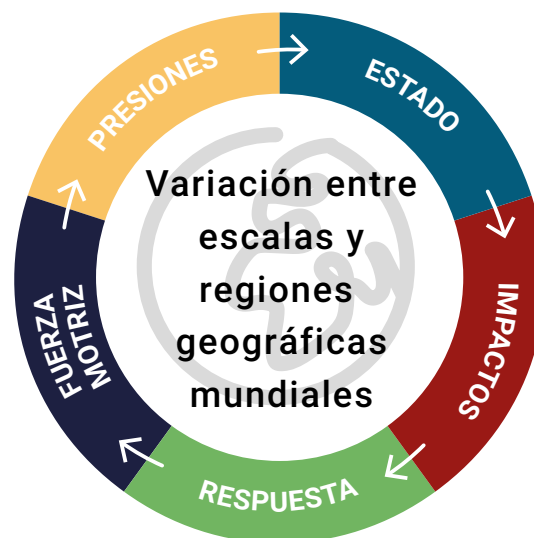 PRESIONES
ESTADO
IMPACTOS
RESPUESTA
FUERZA
MOTRIZ
Variación entre
escalas y
regiones
geográficas
mundiales